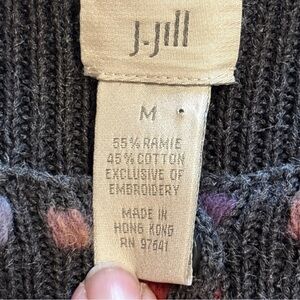 J.Jill
M
55% RAMIE
45% COTTON
EXCLUSIVE OF
EMBROIDERY
MADE IN
HONG KONG
RN 97641